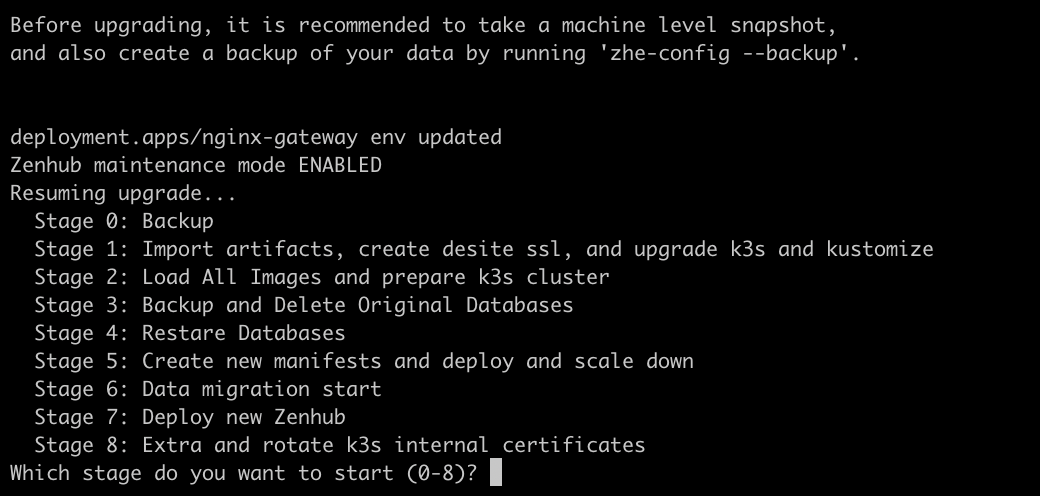 Before upgrading, it is recommended to take a machine level snapshot,
and also create a backup of your data by running 'zhe-config --backup'.
deployment.apps/nginx-gateway env updated
Zenhub maintenance mode ENABLED
Resuming upgrade...
Stage 0: Backup
Stage 1: Import artifacts, create desite ssl, and upgrade k3s and kustomize
Stage 2: Load All Images and prepare k3s cluster
Stage 3: Backup and Delete Original Databases
Stage 4: Restare Databases
Stage 5: Create new manifests and deploy and scale down
Stage 6: Data migration start
Stage 7: Deploy new Zenhub
Stage 8: Extra and rotate k3s internal certificates
Which stage do you want to start (0-8)?